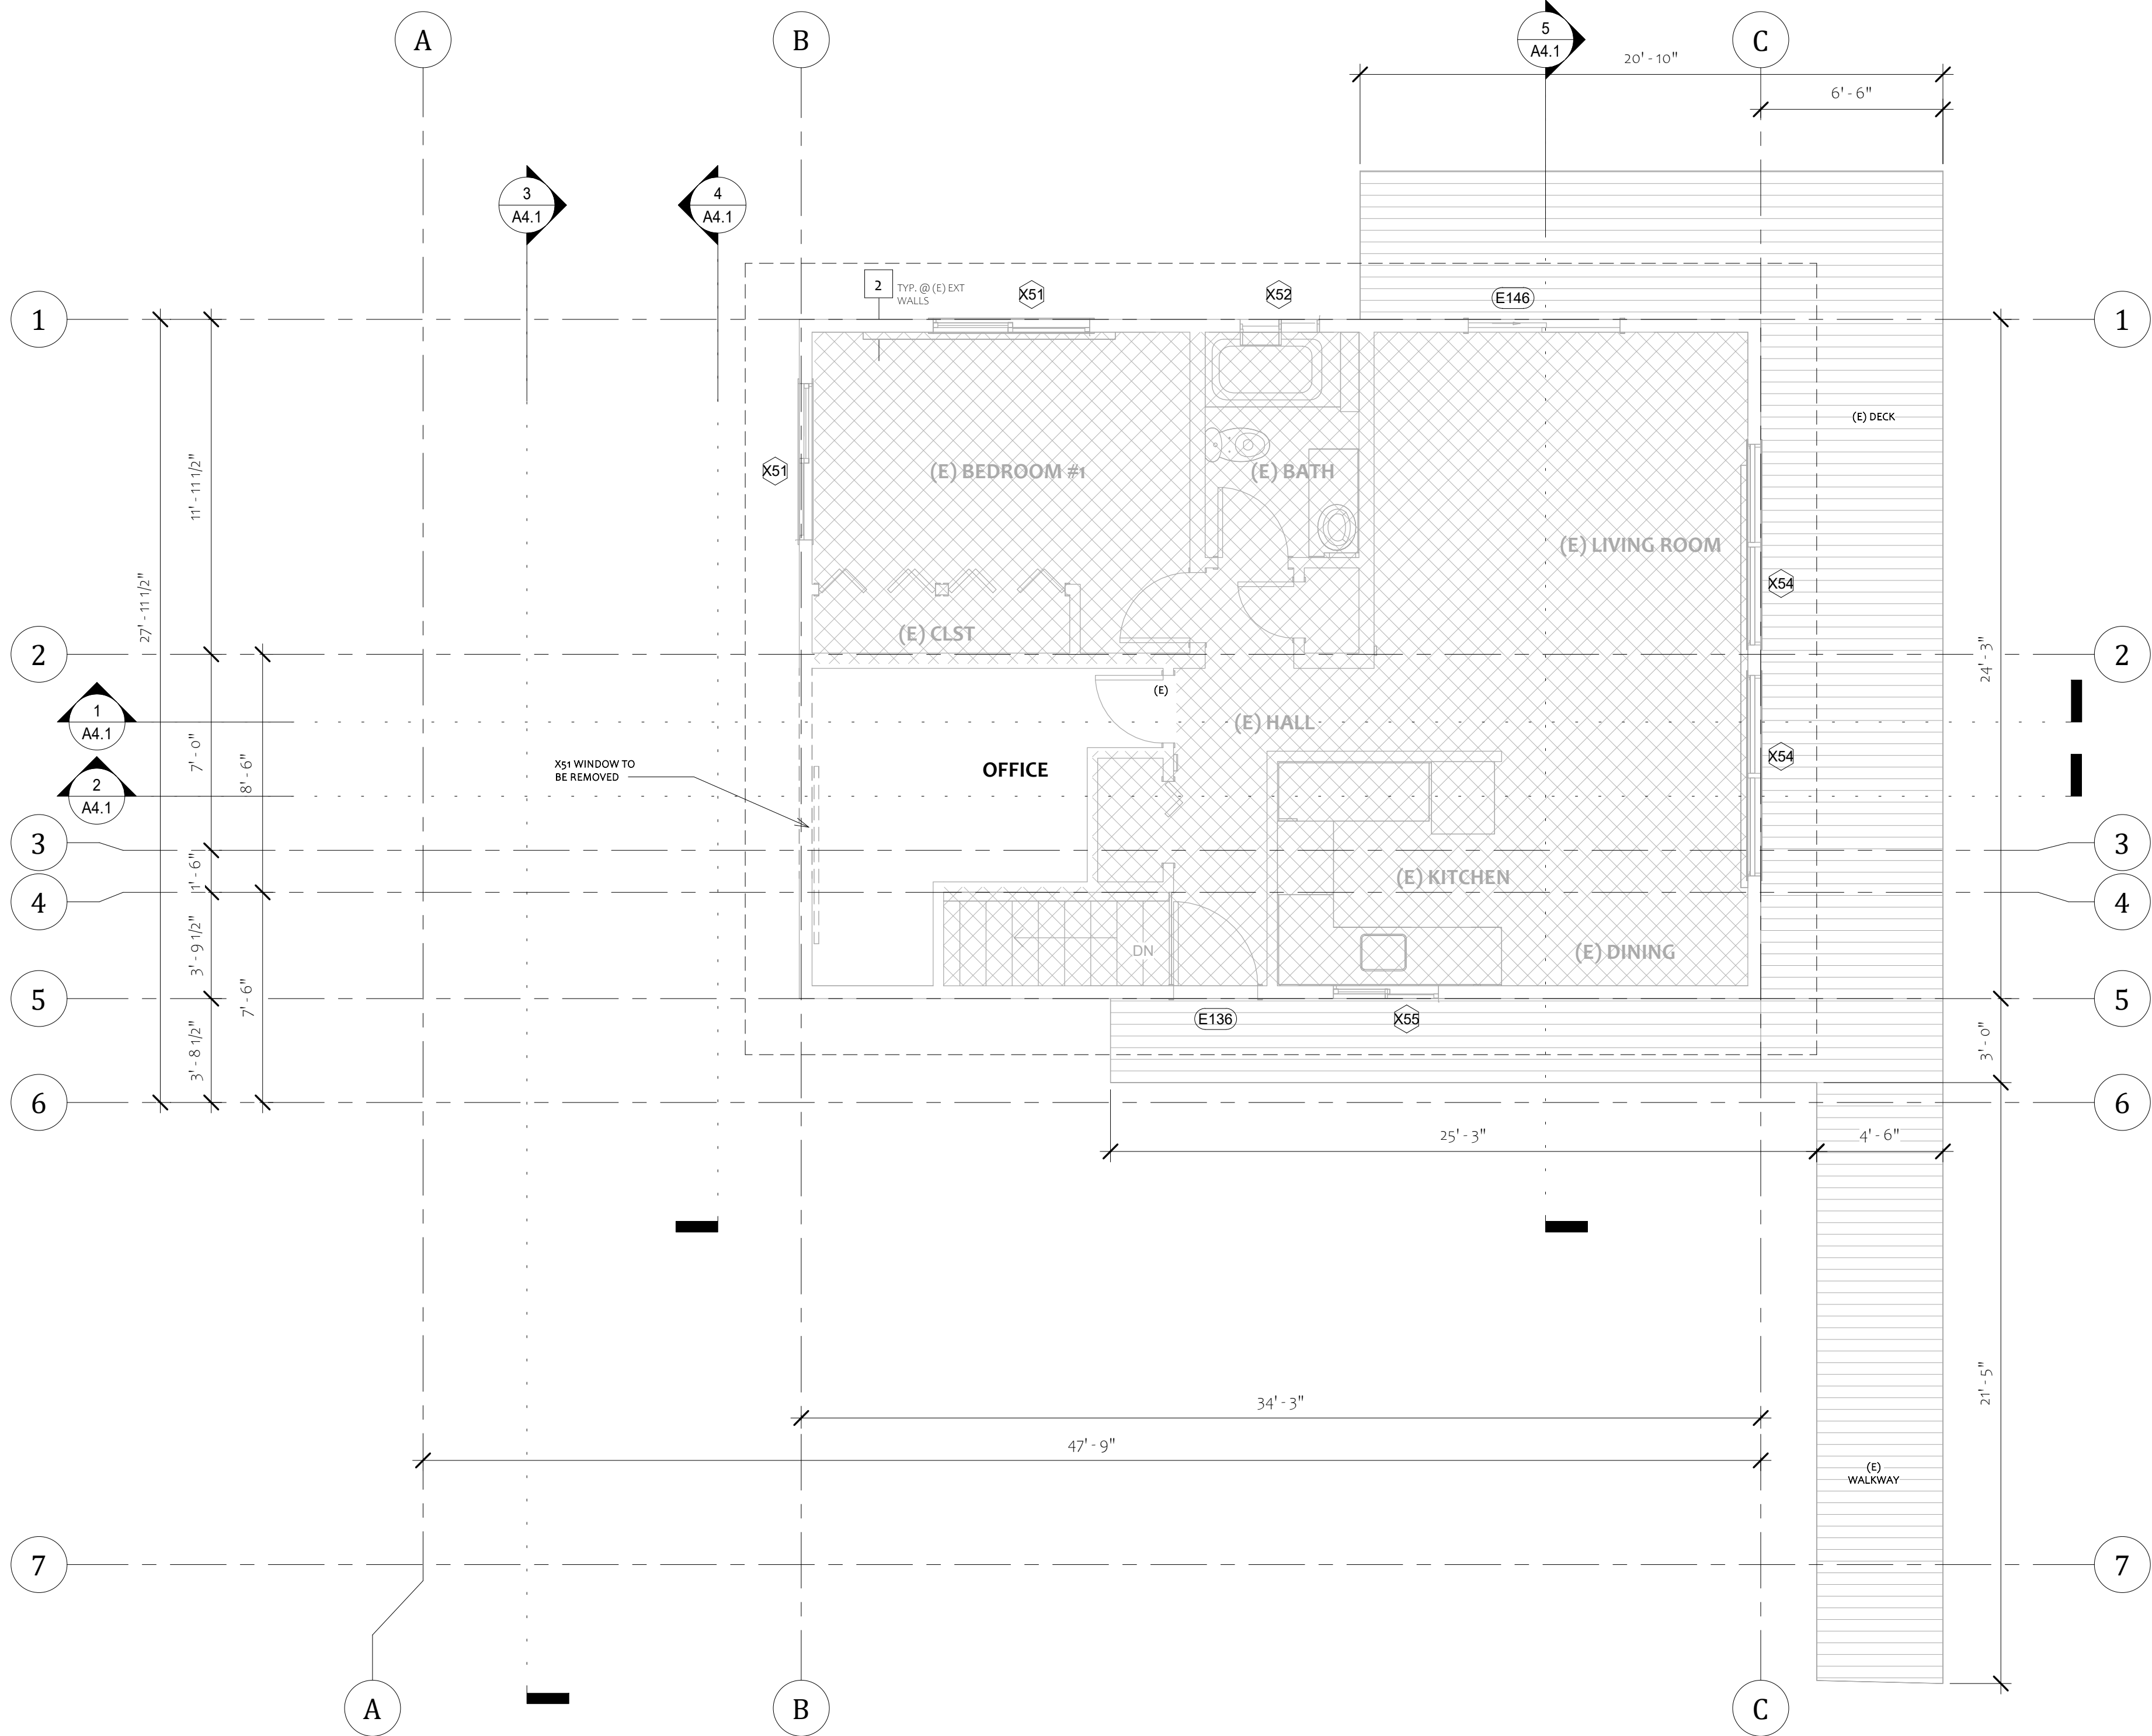 A
B
5
A4.1
C
20' - 10"
6' - 6"
3
A4.1
4
A4.1
2
TYP. @ (E) EXT
WALLS
X51
X52
E146
1
1
(E) DECK
11' - 11 1/2"
X51
(E) BEDROOM #1
(E) BATH
(E) LIVING ROOM
X54
27' - 11 1/2"
(E) CLST
2
2
24' - 3"
(E)
1
A4.1
(E) HALL
7' - 0"
8' - 6"
X51 WINDOW TO
BE REMOVED
OFFICE
X54
2
A4.1
3
3
1' - 6"
(E) KITCHEN
4
4
3' - 9 1/2"
DN
(E) DINING
5
5
7' - 6"
E136
X55
3' - 8 1/2"
3' - 0"
6
6
25' - 3"
4' - 6"
21' - 5"
34' - 3"
47' - 9"
(E)
WALKWAY
7
7
A
B
C